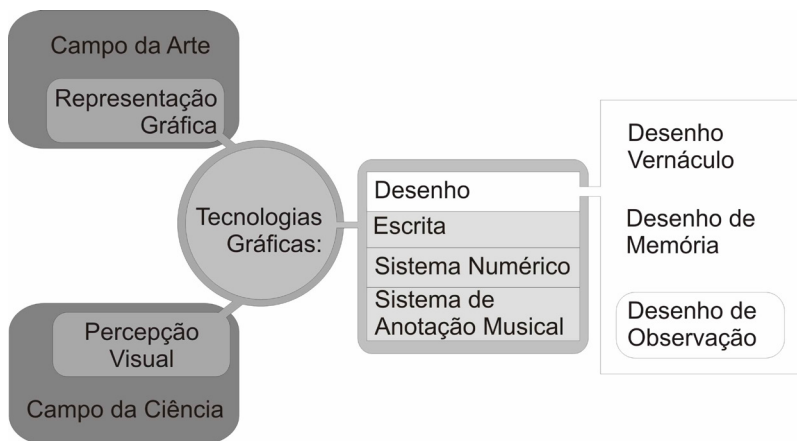 Campo da Arte
Representação
Gráfica
Tecnologias
Gráficas:
Percepção
Visual
Campo da Ciência
Desenho
Escrita
Sistema Numérico
Sistema de
Anotação Musical
Desenho
Vernáculo
Desenho de
Memória
Desenho de
Observação